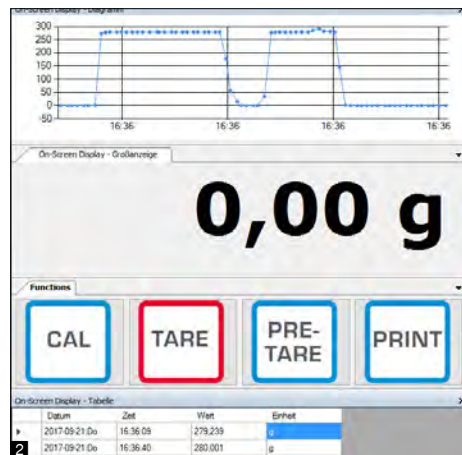 On-Screen Display - Diagramm
300
250
200
150
100
50
0
-50
16:36 16:36 16:36 16:36
On-Screen Display - Großanzeige
0,00 g
Functions
CAL TARE PRE-TARE PRINT
On-Screen Display - Tabelle
Datum Zeit Wert Einheit
2017-09-21:Do 16:36:09 279,239 g
2 2017-09-21:Do 16:36:40 280,001 g